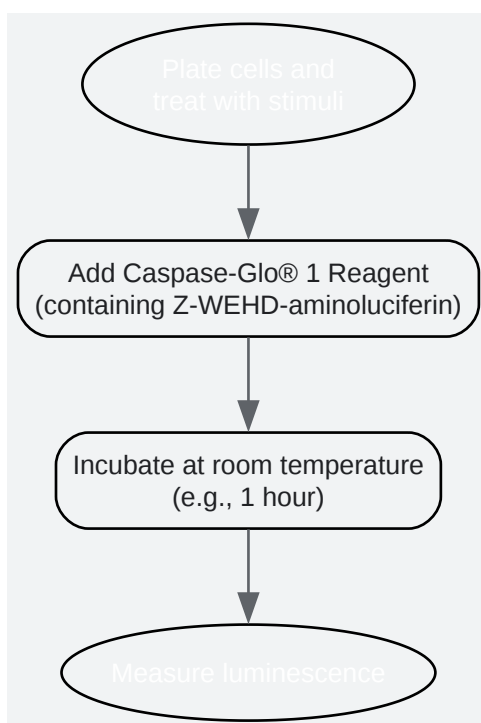 Plate cells and
treat with stimuli
Add Caspase-Glo® 1 Reagent
(containing Z-WEHD-aminoluciferin)
Incubate at room temperature
(e.g., 1 hour)
Measure luminescence